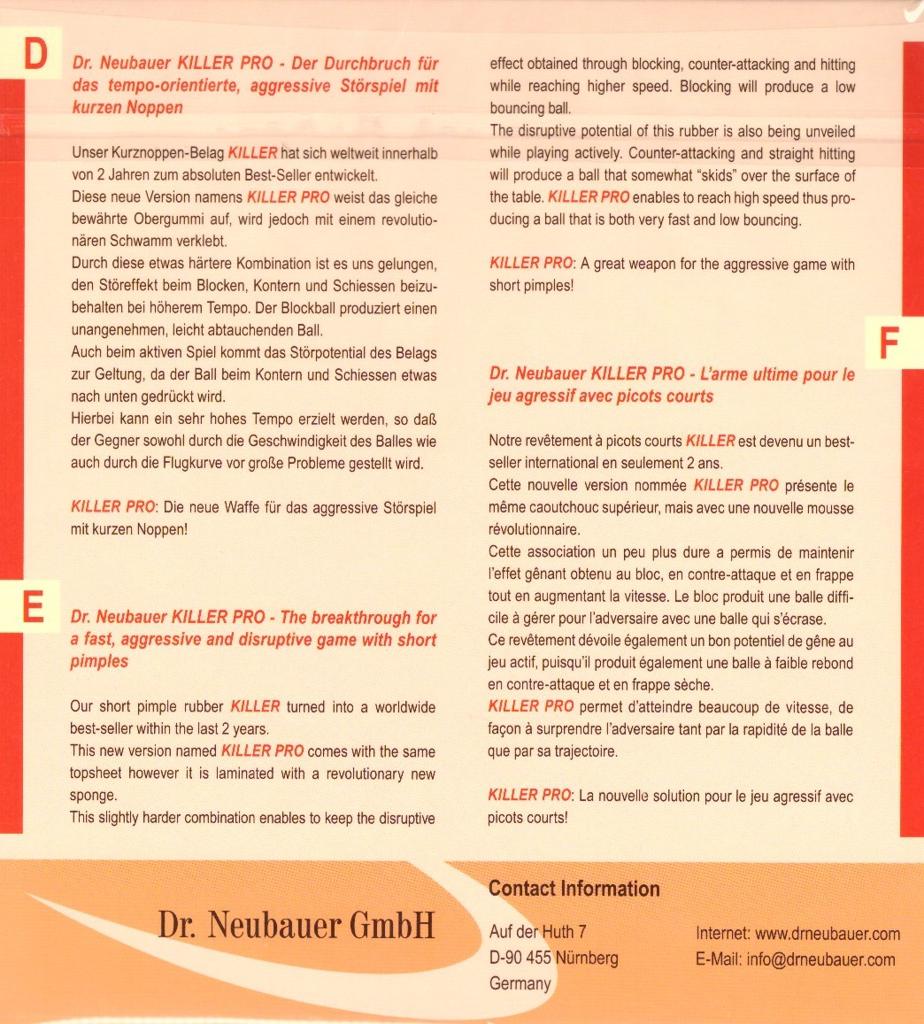 D
Dr. Neubauer KILLER PRO - Der Durchbruch für
das tempo-orientierte, aggressive Störspiel mit
kurzen Noppen
Unser Kurznoppen-Belag KILLER hat sich weltweit innerhalb
von 2 Jahren zum absoluten Best-Seller entwickelt.
Diese neue Version namens KILLER PRO weist das gleiche
bewährte Obergummi auf, wird jedoch mit einem revolutio-
nären Schwamm verklebt.
Durch diese etwas härtere Kombination ist es uns gelungen,
den Störeffekt beim Blocken, Kontern und Schiessen beizu-
behalten bei höherem Tempo. Der Blockball produziert einen
unangenehmen, leicht abtauchenden Ball.
Auch beim aktiven Spiel kommt das Störpotential des Belags
zur Geltung, da der Ball beim Kontern und Schiessen etwas
nach unten gedrückt wird.
Hierbei kann ein sehr hohes Tempo erzielt werden, so daß
der Gegner sowohl durch die Geschwindigkeit des Balles wie
auch durch die Flugkurve vor große Probleme gestellt wird.
KILLER PRO: Die neue Waffe für das aggressive Störspiel
mit kurzen Noppen!
E
Dr. Neubauer KILLER PRO - The breakthrough for
a fast, aggressive and disruptive game with short
pimples
Our short pimple rubber KILLER turned into a worldwide
best-seller within the last 2 years.
This new version named KILLER PRO comes with the same
topsheet however it is laminated with a revolutionary new
sponge.
This slightly harder combination enables to keep the disruptive
effect obtained through blocking, counter-attacking and hitting
while reaching higher speed. Blocking will produce a low
bouncing ball.
The disruptive potential of this rubber is also being unveiled
while playing actively. Counter-attacking and straight hitting
will produce a ball that somewhat “skids” over the surface of
the table. KILLER PRO enables to reach high speed thus pro-
ducing a ball that is both very fast and low bouncing.
KILLER PRO: A great weapon for the aggressive game with
short pimples!
F
Dr. Neubauer KILLER PRO - L’arme ultime pour le
jeu agressif avec picots courts
Notre revêtement à picots courts KILLER est devenu un best-
seller international en seulement 2 ans.
Cette nouvelle version nommée KILLER PRO présente le
même caoutchouc supérieur, mais avec une nouvelle mousse
révolutionnaire.
Cette association un peu plus dure a permis de maintenir
l’effet gênant obtenu au bloc, en contre-attaque et en frappe
tout en augmentant la vitesse. Le bloc produit une balle diffi-
cile à gérer pour l’adversaire avec une balle qui s’écrase.
Ce revêtement dévoile également un bon potentiel de gêne au
jeu actif, puisqu’il produit également une balle à faible rebond
en contre-attaque et en frappe sèche.
KILLER PRO permet d’atteindre beaucoup de vitesse, de
façon à surprendre l’adversaire tant par la rapidité de la balle
que par sa trajectoire.
KILLER PRO: La nouvelle solution pour le jeu agressif avec
picots courts!
Dr. Neubauer GmbH
Contact Information
Auf der Huth 7
D-90 455 Nürnberg
Germany
Internet: www.drneubauer.com
E-Mail: info@drneubauer.com